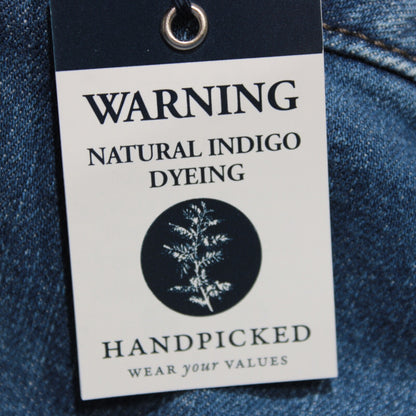 WARNING
NATURAL INDIGO
DYEING
HANDPICKED
WEAR your VALUES